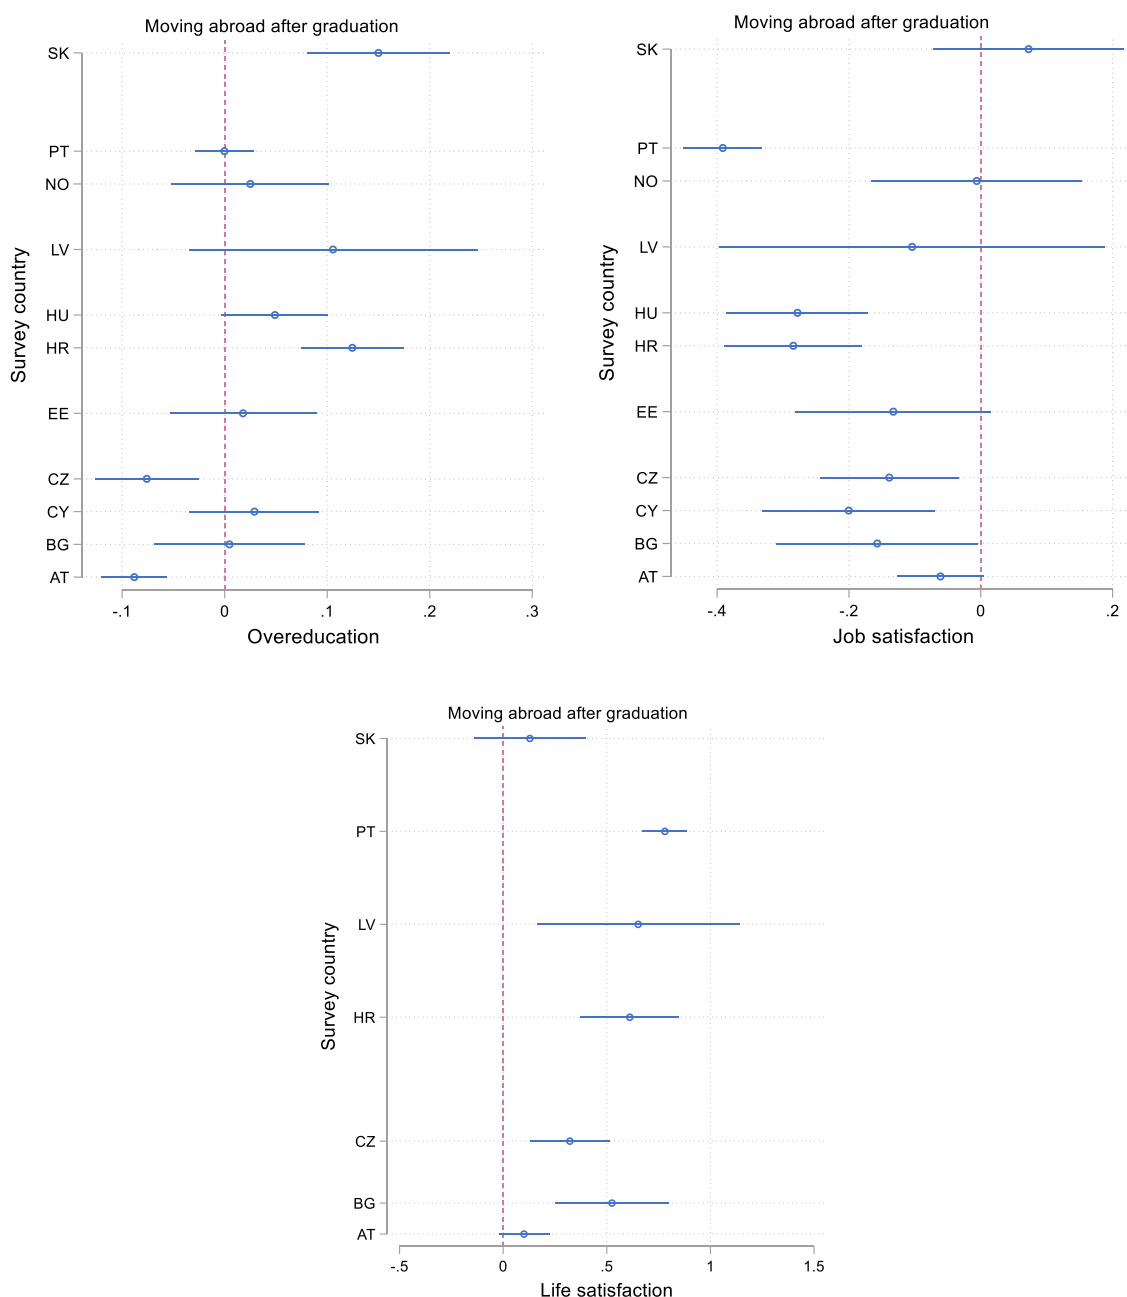 Moving abroad after graduation
SK
PT
NO
LV
HU
HR
EE
CZ
CY
BG
AT
Survey country
-.1 0 .1 .2 .3
Overeducation
Moving abroad after graduation
SK
PT
NO
LV
HU
HR
EE
CZ
CY
BG
AT
Survey country
-.4 -.2 0 .2
Job satisfaction
Moving abroad after graduation
SK
PT
LV
HR
CZ
BG
AT
Survey country
-.5 0 .5 1 1.5
Life satisfaction